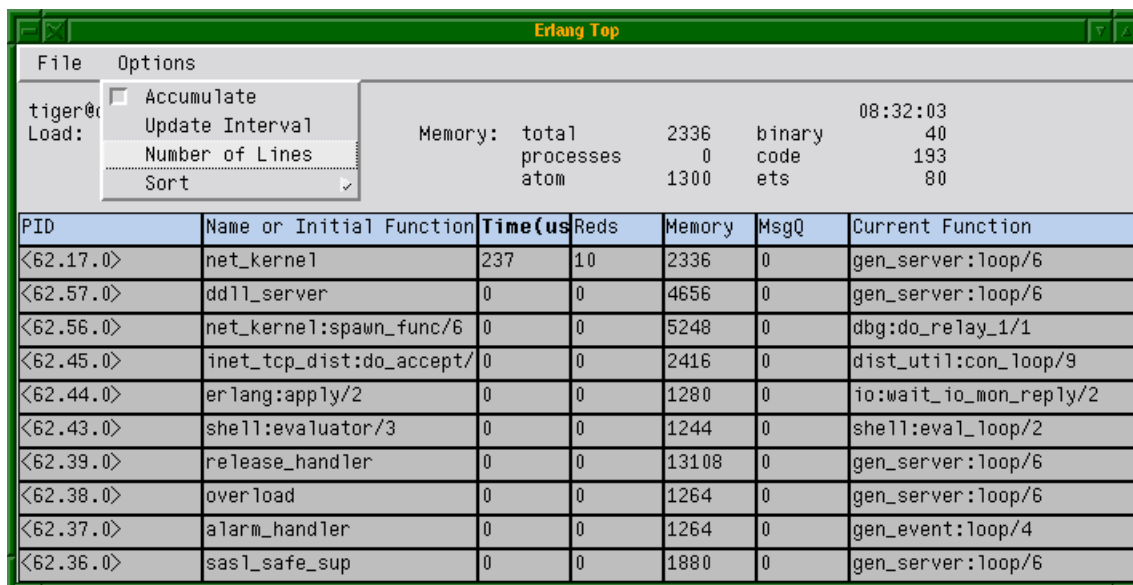 Erlang Top
File Options
Accumulate
Update Interval
Number of Lines
Sort
08:32:03
tiger@
Load: Memory: total 2336 binary 40
processes 0 code 193
atom 1300 ets 80
PID Name or Initial Function Time(us Reds Memory MsgQ Current Function
<62.17.0> net_kernel 237 10 2336 0 gen_server:loop/6
<62.57.0> ddll_server 0 0 4656 0 gen_server:loop/6
<62.56.0> net_kernel:spawn_func/6 0 0 5248 0 dbg:do_relay_1/1
<62.45.0> inet_tcp_dist:do_accept/ 0 0 2416 0 dist_util:con_loop/9
<62.44.0> erlang:apply/2 0 0 1280 0 io:wait_io_mon_reply/2
<62.43.0> shell:evaluator/3 0 0 1244 0 shell:eval_loop/2
<62.39.0> release_handler 0 0 13108 0 gen_server:loop/6
<62.38.0> overload 0 0 1264 0 gen_server:loop/6
<62.37.0> alarm_handler 0 0 1264 0 gen_event:loop/4
<62.36.0> sasl_safe_sup 0 0 1880 0 gen_server:loop/6